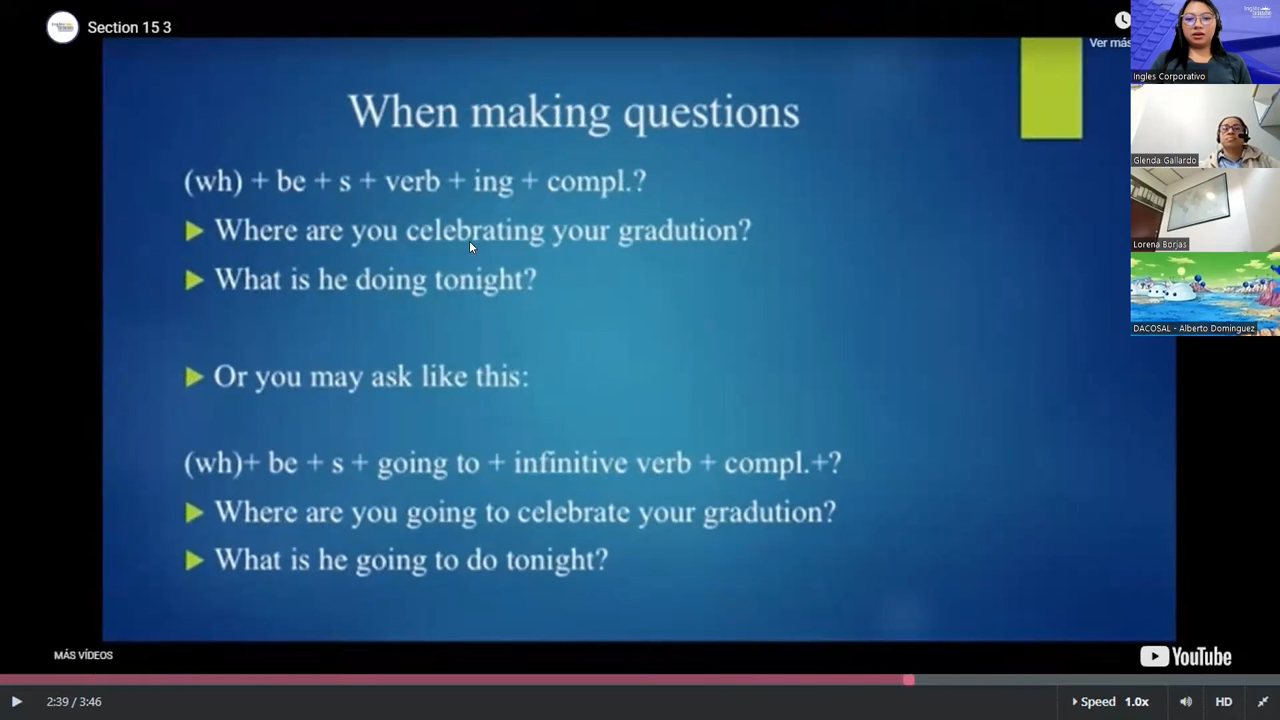 Section 15 3
Ver más
When making questions
(wh) + be + s + verb + ing + compl.?
Where are you celebrating your gradution?
What is he doing tonight?
Or you may ask like this:
(wh)+ be + s + going to + infinitive verb + compl.+?
Where are you going to celebrate your gradution?
What is he going to do tonight?
MÁS VÍDEOS
YouTube
2:39 / 3:46
Speed 1.0x
HD
Ingles Corporativo
Glenda Gallardo
Lorena Borjas
DACOSAL - Alberto Dominguez